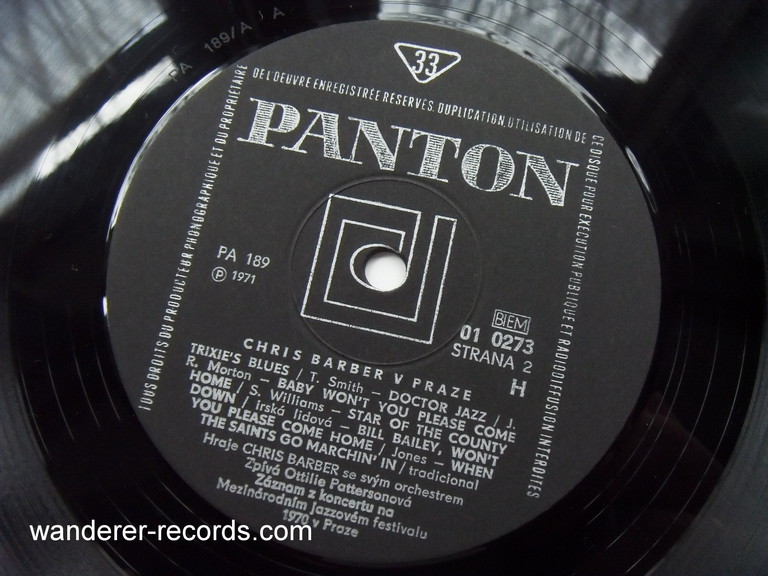 PA 189/A A
33
TOUS DROITS DU PRODUCTEUR PHONOGRAPHIQUE ET DU PROPRIÉTAIRE
DE L'OEUVRE ENREGISTRÉE RESERVÉS. DUPLICATION, UTILISATION DE
CE DISQUE POUR EXÉCUTION PUBLIQUE ET RADIODIFFUSION INTERDITES
PANTON
PA 189
℗ 1971
BIEM
01 0273
STRANA 2
H
CHRIS BARBER V PRAZE
TRIXIE'S BLUES / T. Smith – DOCTOR JAZZ / J.
R. Morton – BABY WON'T YOU PLEASE COME
HOME / S. Williams – STAR OF THE COUNTY
DOWN / írská lidová – BILL BAILEY, WON'T
YOU PLEASE COME HOME / Jones – WHEN
THE SAINTS GO MARCHIN' IN / tradicional
Hraje CHRIS BARBER se svým orchestrem
Zpívá Ottilie Pattersonová
Záznam z koncertu na
Mezinárodním jazzovém festivalu
1970 v Praze
wanderer-records.com